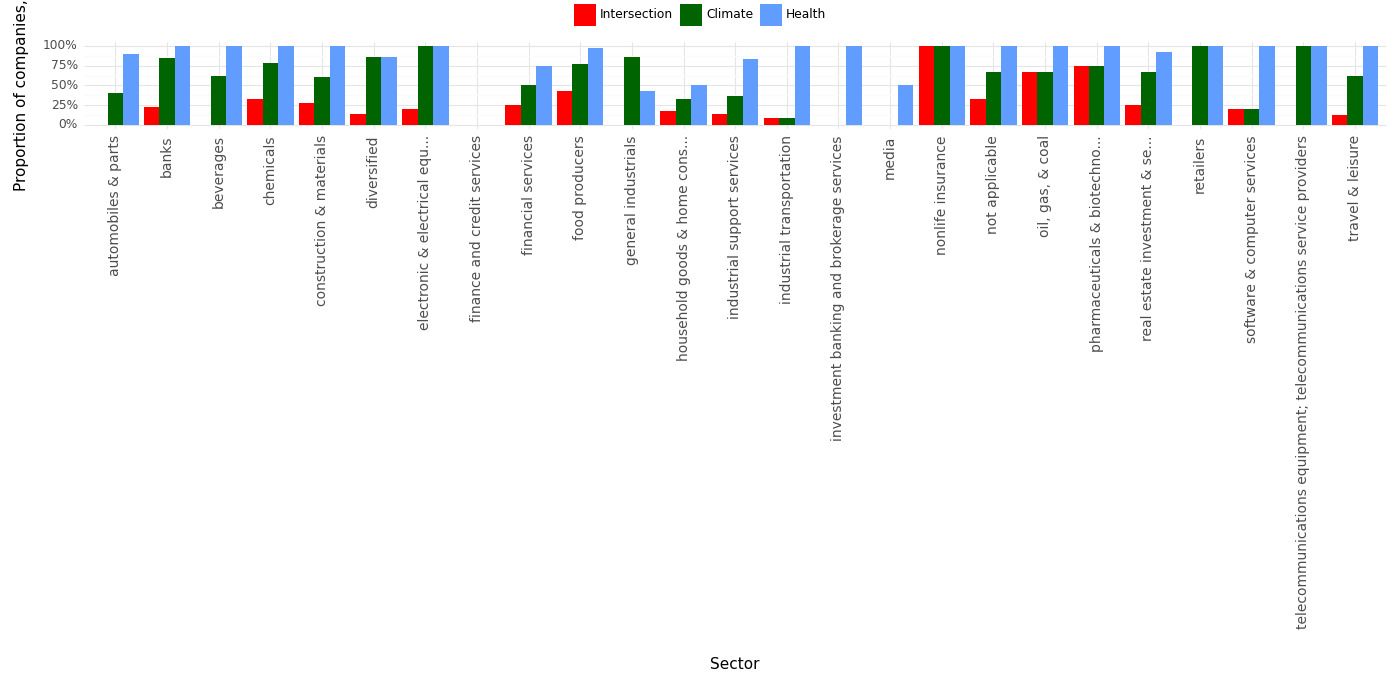 Intersection Climate Health
Proportion of companies,
100%
75%
50%
25%
0%
automobiles & parts
banks
beverages
chemicals
construction & materials
diversified
electronic & electrical equ...
finance and credit services
financial services
food producers
general industrials
household goods & home cons...
industrial support services
industrial transportation
investment banking and brokerage services
media
nonlife insurance
not applicable
oil, gas, & coal
pharmaceuticals & biotechno...
real estate investment & se...
retailers
software & computer services
telecommunications equipment; telecommunications service providers
travel & leisure
Sector